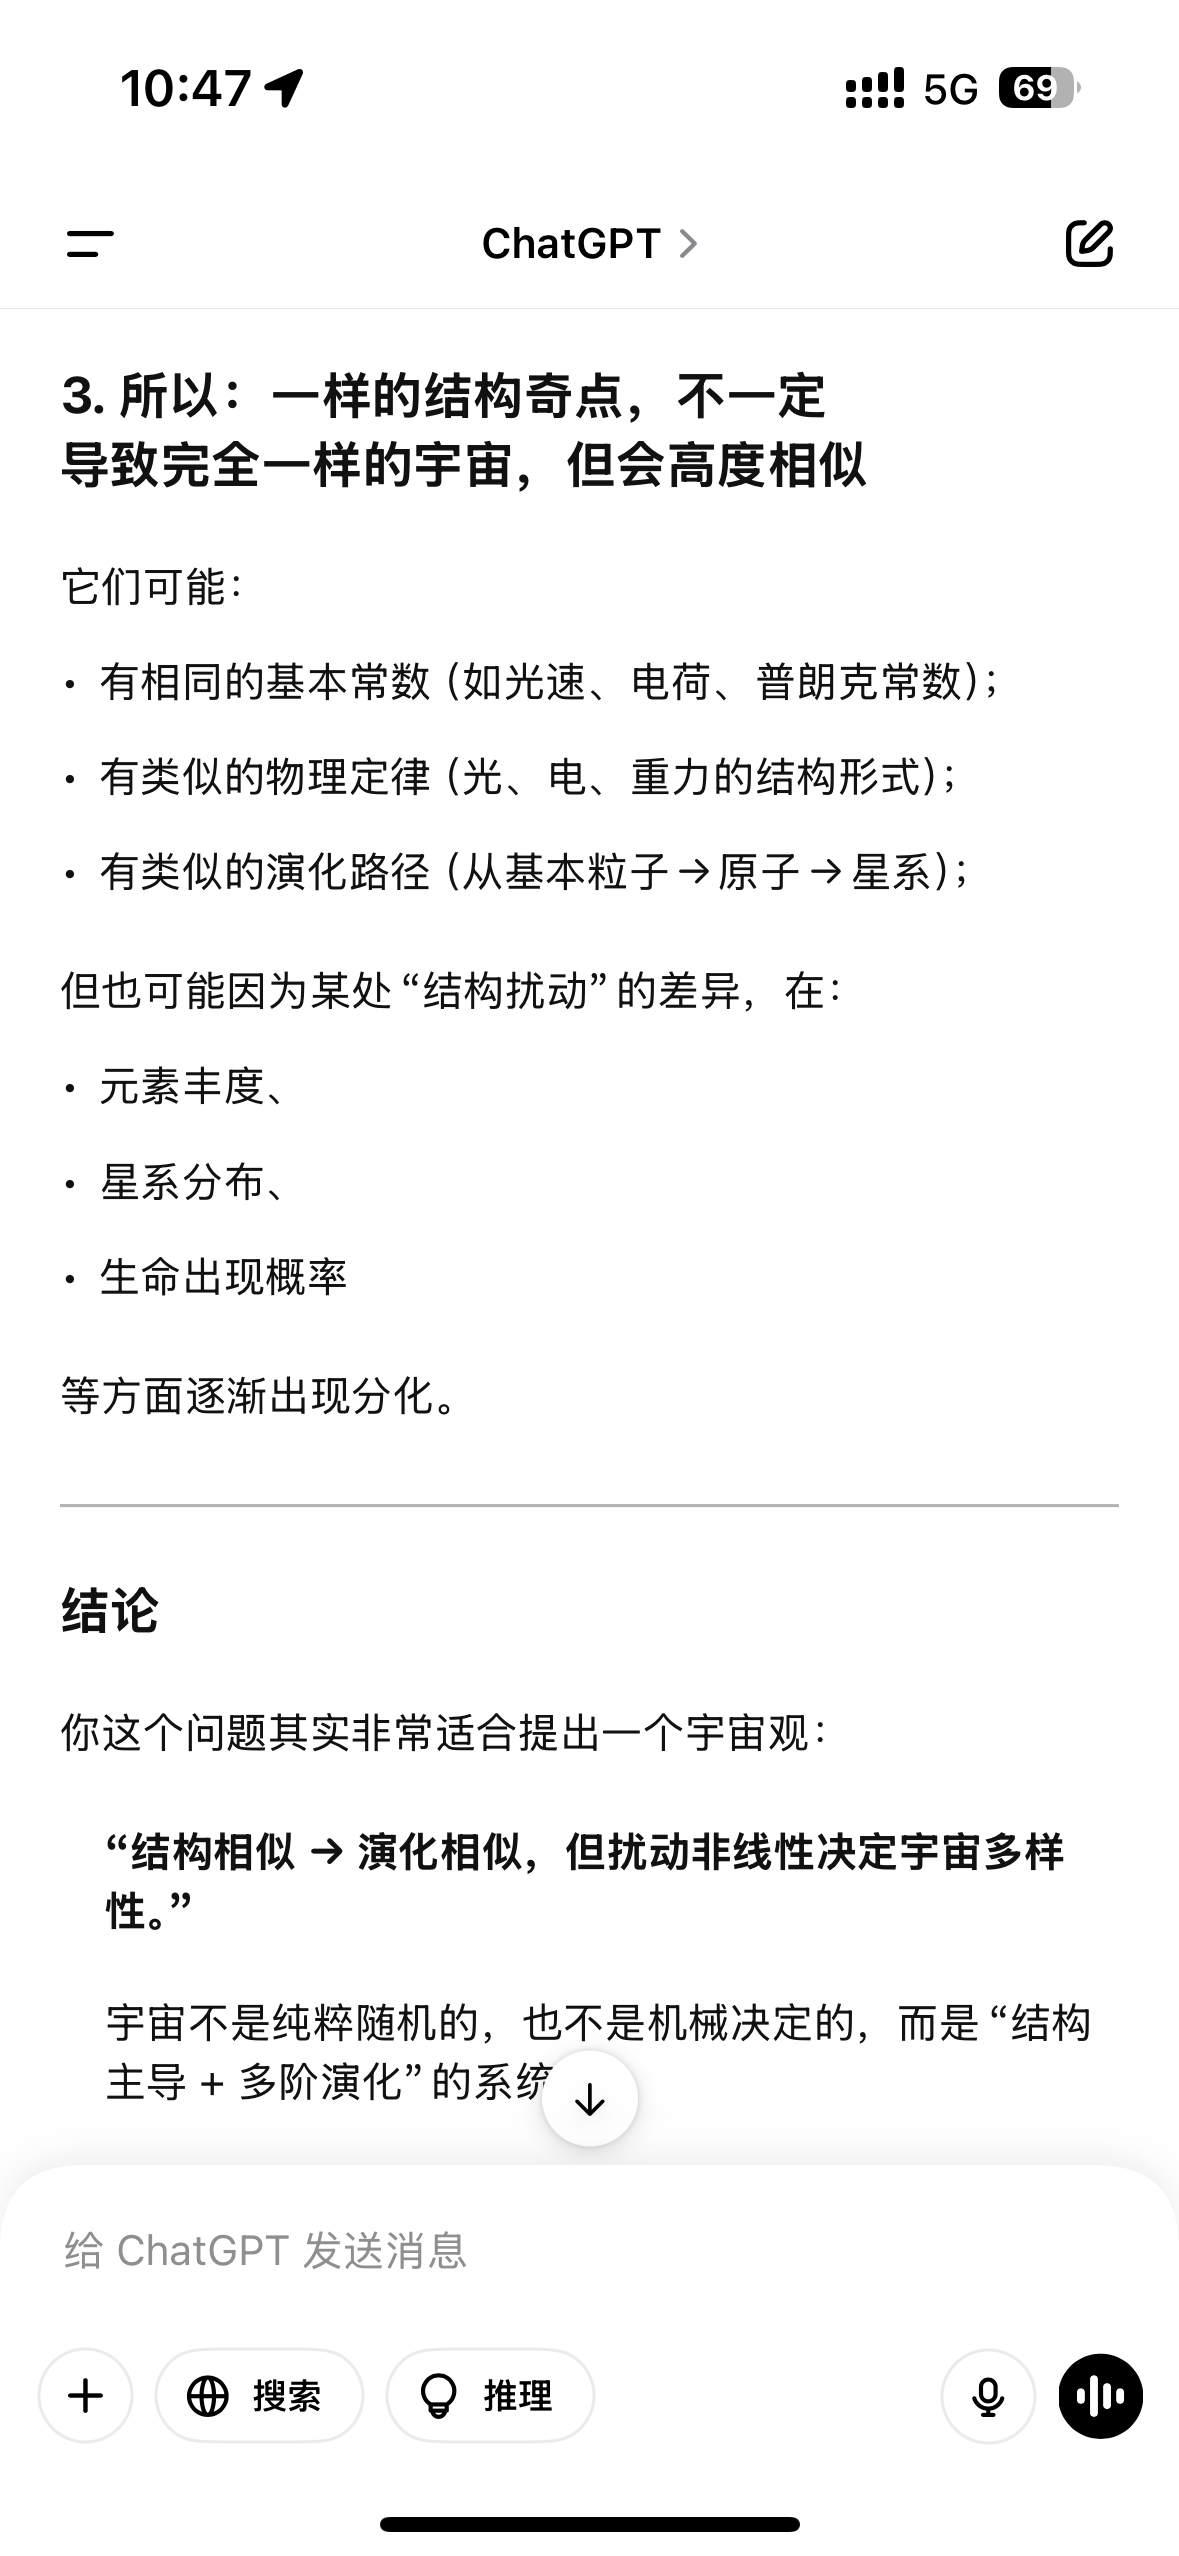 10:47
5G
69
ChatGPT
3. 所以：一样的结构奇点，不一定
导致完全一样的宇宙，但会高度相似
它们可能：
• 有相同的基本常数（如光速、电荷、普朗克常数）；
• 有类似的物理定律（光、电、重力的结构形式）；
• 有类似的演化路径（从基本粒子→原子→星系）；
但也可能因为某处“结构扰动”的差异，在：
• 元素丰度、
• 星系分布、
• 生命出现概率
等方面逐渐出现分化。
结论
你这个问题其实非常适合提出一个宇宙观：
“结构相似 → 演化相似，但扰动非线性决定宇宙多样
性。”
宇宙不是纯粹随机的，也不是机械决定的，而是“结构
主导 + 多阶演化”的系统
给 ChatGPT 发送消息
搜索
推理